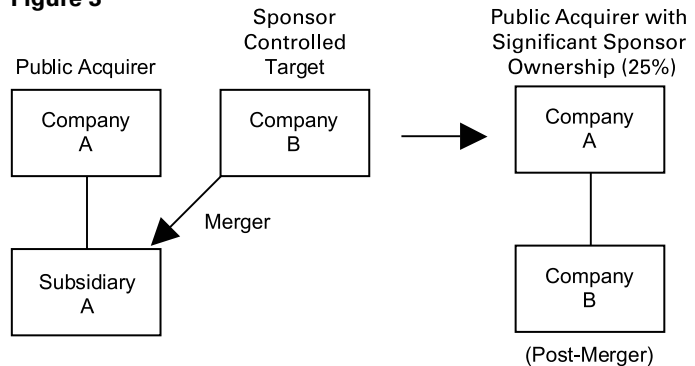 Figure 3
Public Acquirer
Company
A
Subsidiary
A
Sponsor
Controlled
Target
Company
B
Merger
Public Acquirer with
Significant Sponsor
Ownership (25%)
Company
A
Company
B
(Post-Merger)